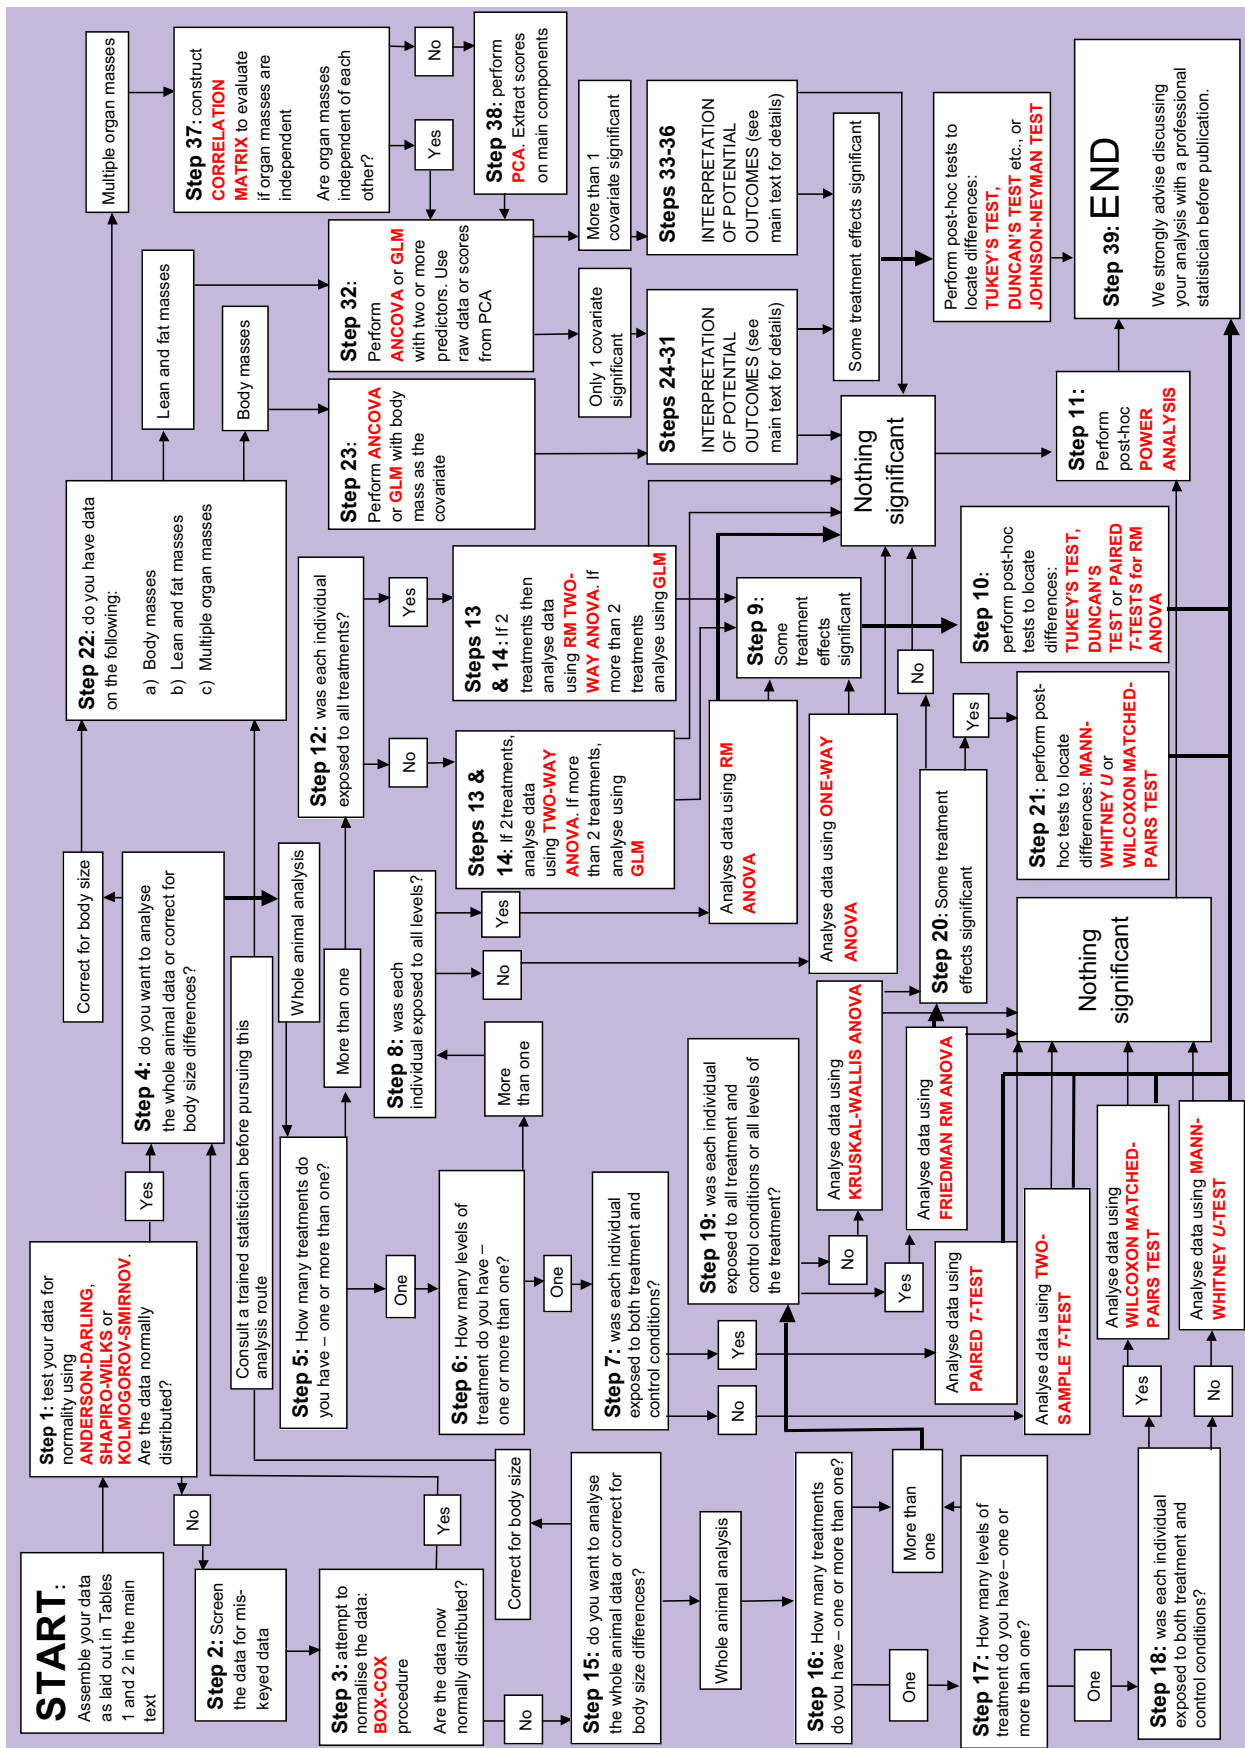 START:
Assemble your data
as laid out in Tables
1 and 2 in the main
text
Step 1: test your data for
normality using
ANDERSON-DARLING,
SHAPIRO-WILKS or
KOLMOGOROV-SMIRNOV.
Are the data normally
distributed?
No
Yes
Step 2: Screen
the data for mis-
keyed data
Step 3: attempt to
normalise the data:
BOX-COX
procedure
Are the data now
normally distributed?
Yes
No
Step 4: do you want to analyse
the whole animal data or correct for
body size differences?
Correct for body size
Whole animal analysis
Consult a trained statistician before pursuing this
analysis route
Step 5: How many treatments do
you have – one or more than one?
More than one
One
Step 6: How many levels of
treatment do you have –
one or more than one?
More
than one
One
Step 7: was each individual
exposed to both treatment and
control conditions?
Yes
No
Step 8: was each
individual exposed to all levels?
Yes
No
Analyse data using RM
ANOVA
Analyse data using ONE-WAY
ANOVA
Step 9:
Some
treatment
effects
significant
Step 10:
perform post-hoc
tests to locate
differences:
TUKEY'S TEST,
DUNCAN'S
TEST or PAIRED
T-TESTS for RM
ANOVA
Step 11:
Perform
post-hoc
POWER
ANALYSIS
Step 12: was each individual
exposed to all treatments?
Yes
No
Steps 13
& 14: If 2
treatments then
analyse data
using RM TWO-
WAY ANOVA. If
more than 2
treatments
analyse using GLM
Steps 13 &
14: If 2 treatments,
analyse data
using TWO-WAY
ANOVA. If more
than 2 treatments,
analyse using
GLM
Nothing
significant
Step 15: do you want to analyse
the whole animal data or correct for
body size differences?
Correct for body size
Whole animal analysis
Step 16: How many treatments
do you have – one or more than one?
More than
one
One
Step 17: How many levels of
treatment do you have – one or
more than one?
One
Step 18: was each individual
exposed to both treatment and
control conditions?
Yes
No
Analyse data using
PAIRED T-TEST
Analyse data using TWO-
SAMPLE T-TEST
Analyse data using
WILCOXON MATCHED-
PAIRS TEST
Analyse data using MANN-
WHITNEY U-TEST
Step 19: was each individual
exposed to all treatment and
control conditions or all levels of
the treatment?
No
Yes
Analyse data using
KRUSKAL-WALLIS ANOVA
Analyse data using
FRIEDMAN RM ANOVA
Step 20: Some treatment
effects significant
No
Yes
Step 21: perform post-
hoc tests to locate
differences: MANN-
WHITNEY U or
WILCOXON MATCHED-
PAIRS TEST
Nothing
significant
Step 22: do you have data
on the following:
a) Body masses
b) Lean and fat masses
c) Multiple organ masses
Multiple organ masses
Lean and fat masses
Body masses
Step 23:
Perform ANCOVA
or GLM with body
mass as the
covariate
Steps 24-31
INTERPRETATION
OF POTENTIAL
OUTCOMES (see
main text for details)
Step 32:
Perform
ANCOVA or GLM
with two or more
predictors. Use
raw data or scores
from PCA
Only 1 covariate
significant
More than 1
covariate significant
Steps 33-36
INTERPRETATION
OF POTENTIAL
OUTCOMES (see
main text for details)
Some treatment effects significant
Perform post-hoc tests to
locate differences:
TUKEY'S TEST,
DUNCAN'S TEST etc., or
JOHNSON-NEYMAN TEST
Step 37: construct
CORRELATION
MATRIX to evaluate
if organ masses are
independent
Are organ masses
independent of each
other?
No
Yes
Step 38: perform
PCA. Extract scores
on main components
Step 39: END
We strongly advise discussing
your analysis with a professional
statistician before publication.